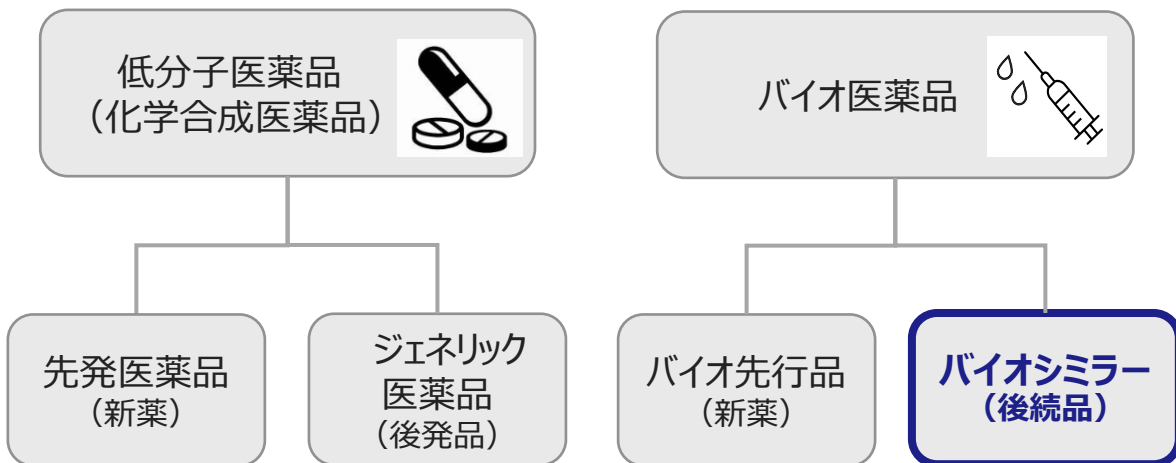 低分子医薬品
（化学合成医薬品）
バイオ医薬品
先発医薬品
（新薬）
ジェネリック
医薬品
（後発品）
バイオ先行品
（新薬）
バイオシミラー
（後続品）